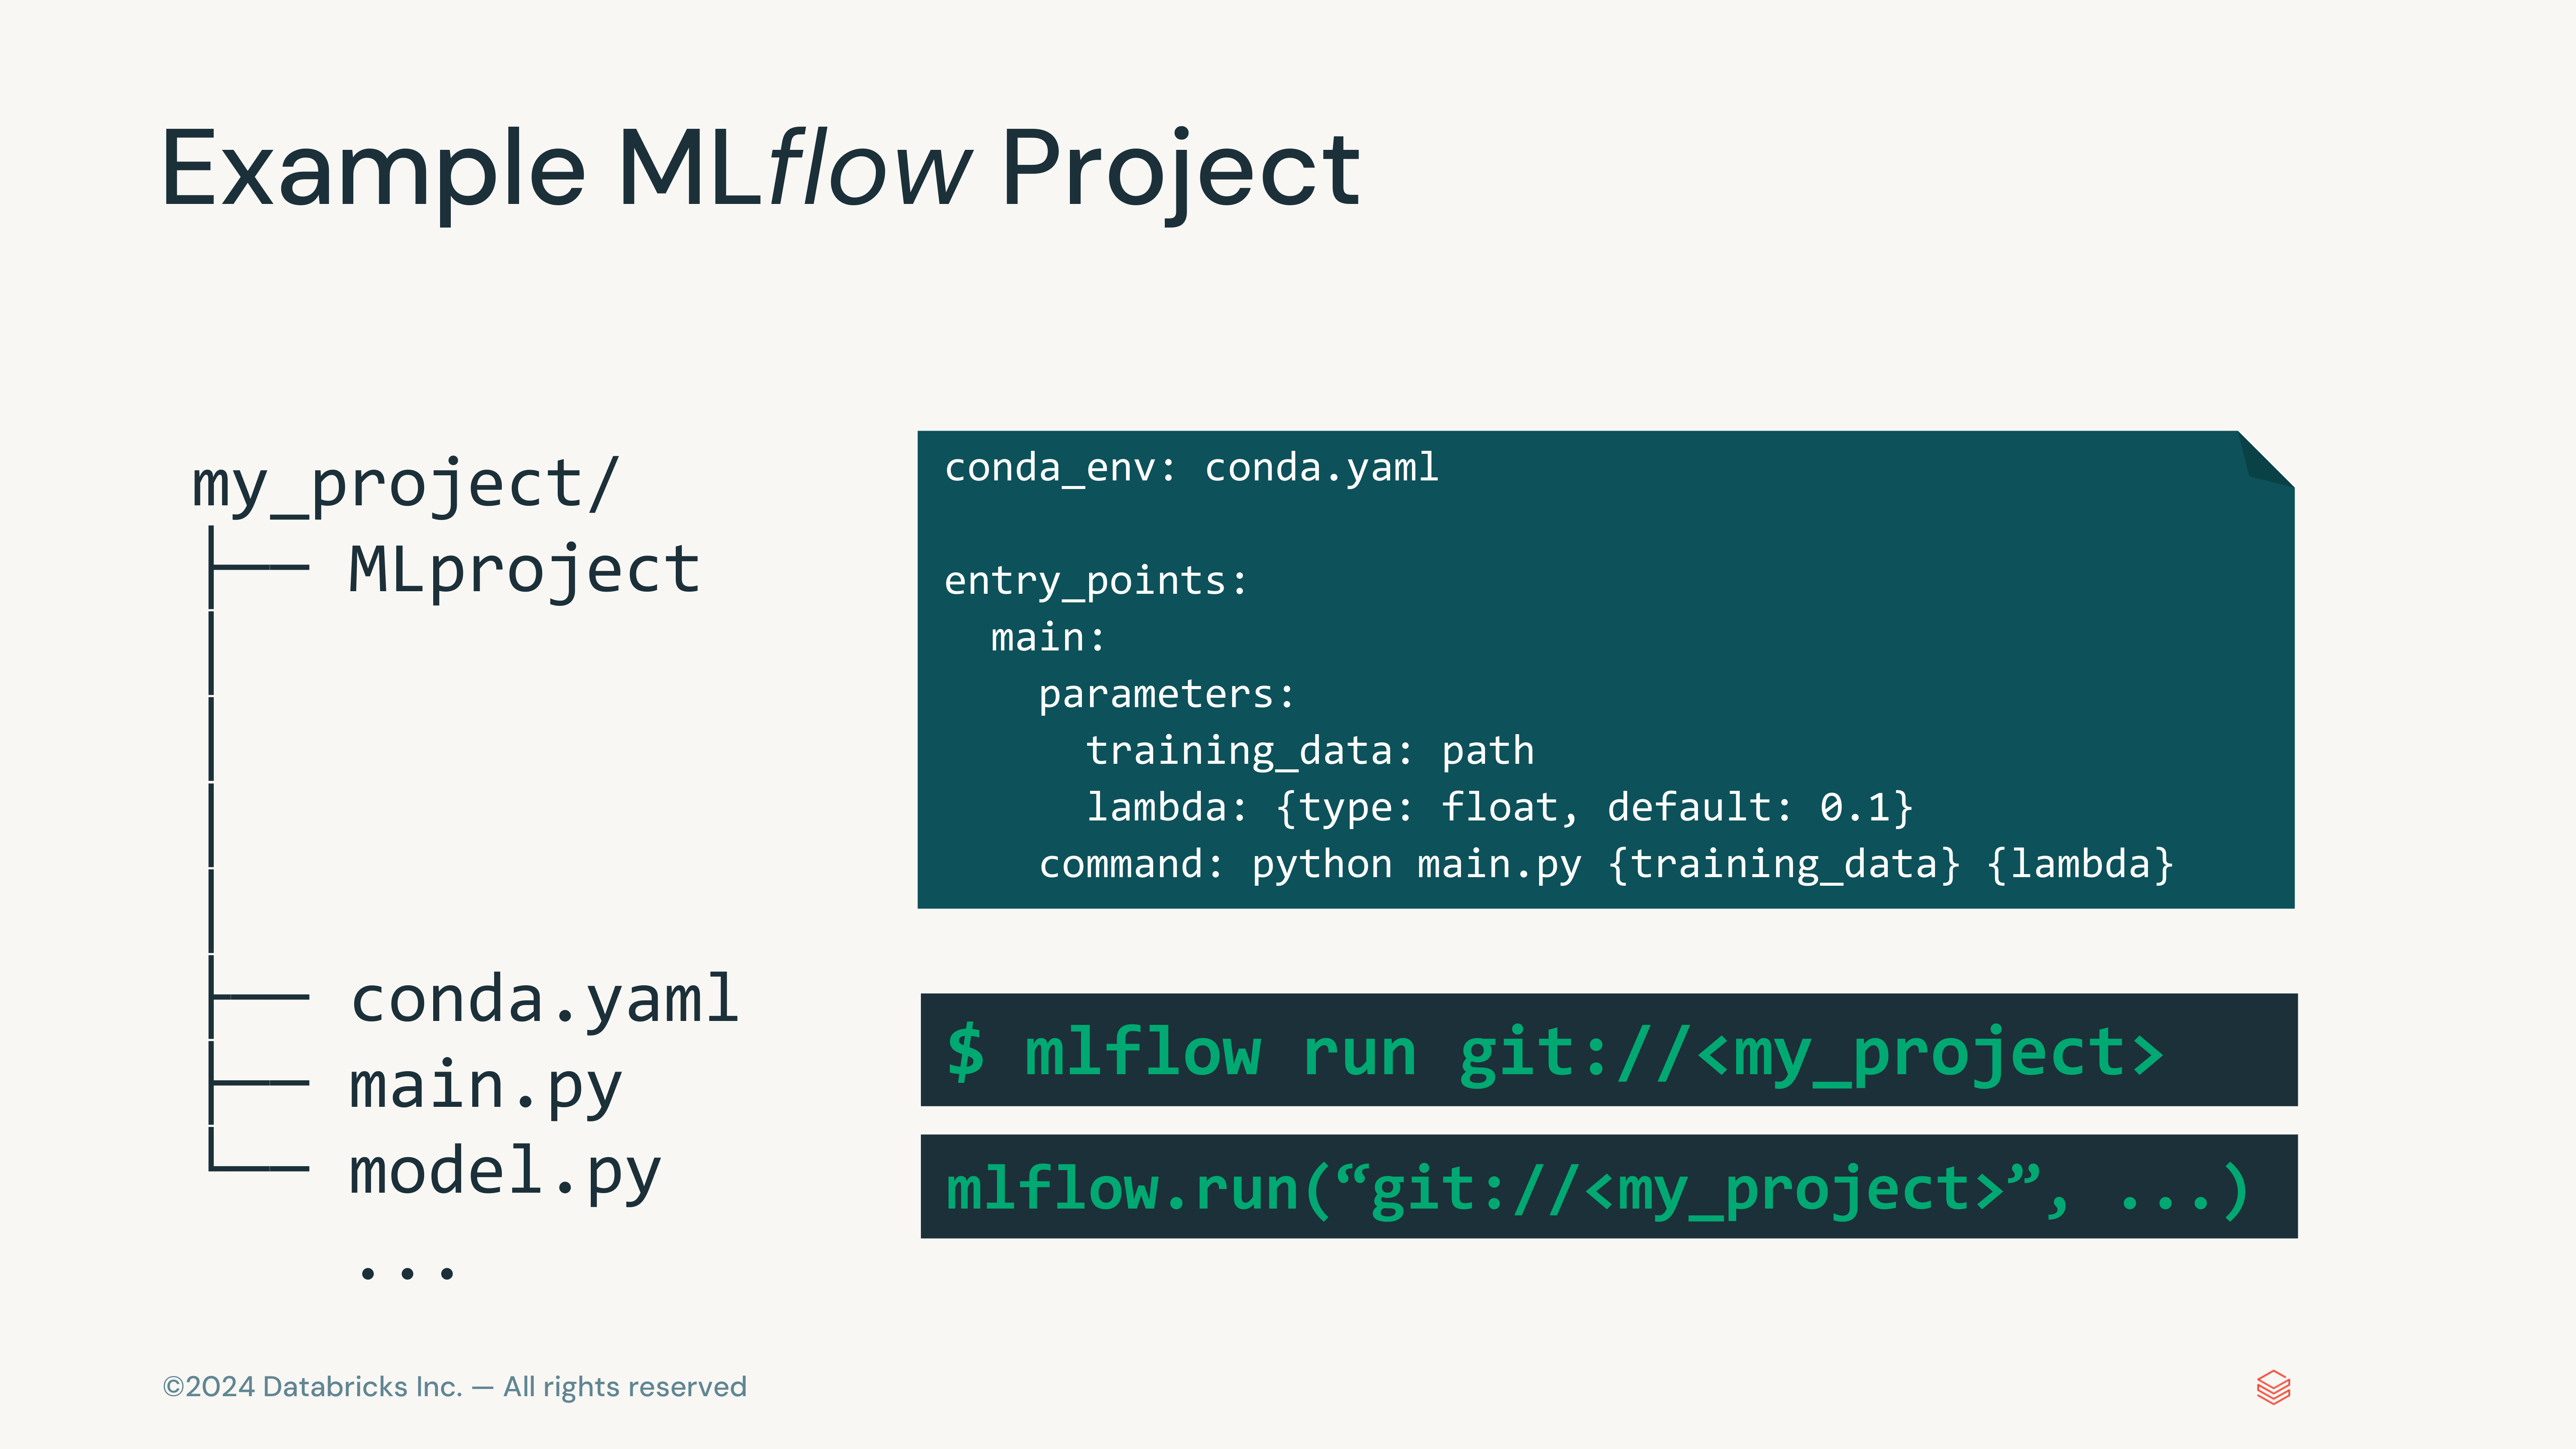 Example MLflow Project
my_project/
├── MLproject
│
│
│
│
├── conda.yaml
├── main.py
└── model.py
...
conda_env: conda.yaml
entry_points:
  main:
    parameters:
      training_data: path
      lambda: {type: float, default: 0.1}
    command: python main.py {training_data} {lambda}
$ mlflow run git://<my_project>
mlflow.run(“git://<my_project>”, ...)
©2024 Databricks Inc. — All rights reserved